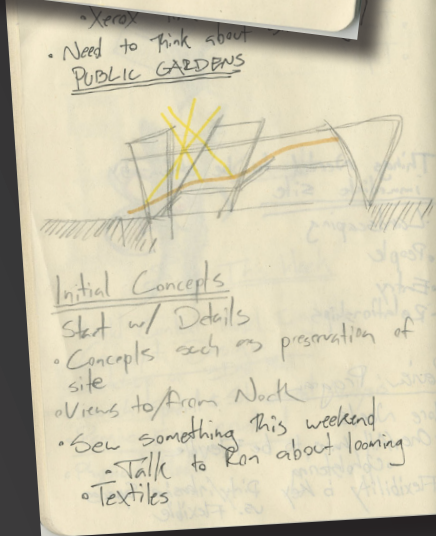 • Xerox
• Need to Think about
PUBLIC GARDENS
Initial Concepts
Start w/ Details
• Concepts such as preservation of
site
• Views to/from North
• Sew something This weekend
• Talk to Ron about looming
• Textiles